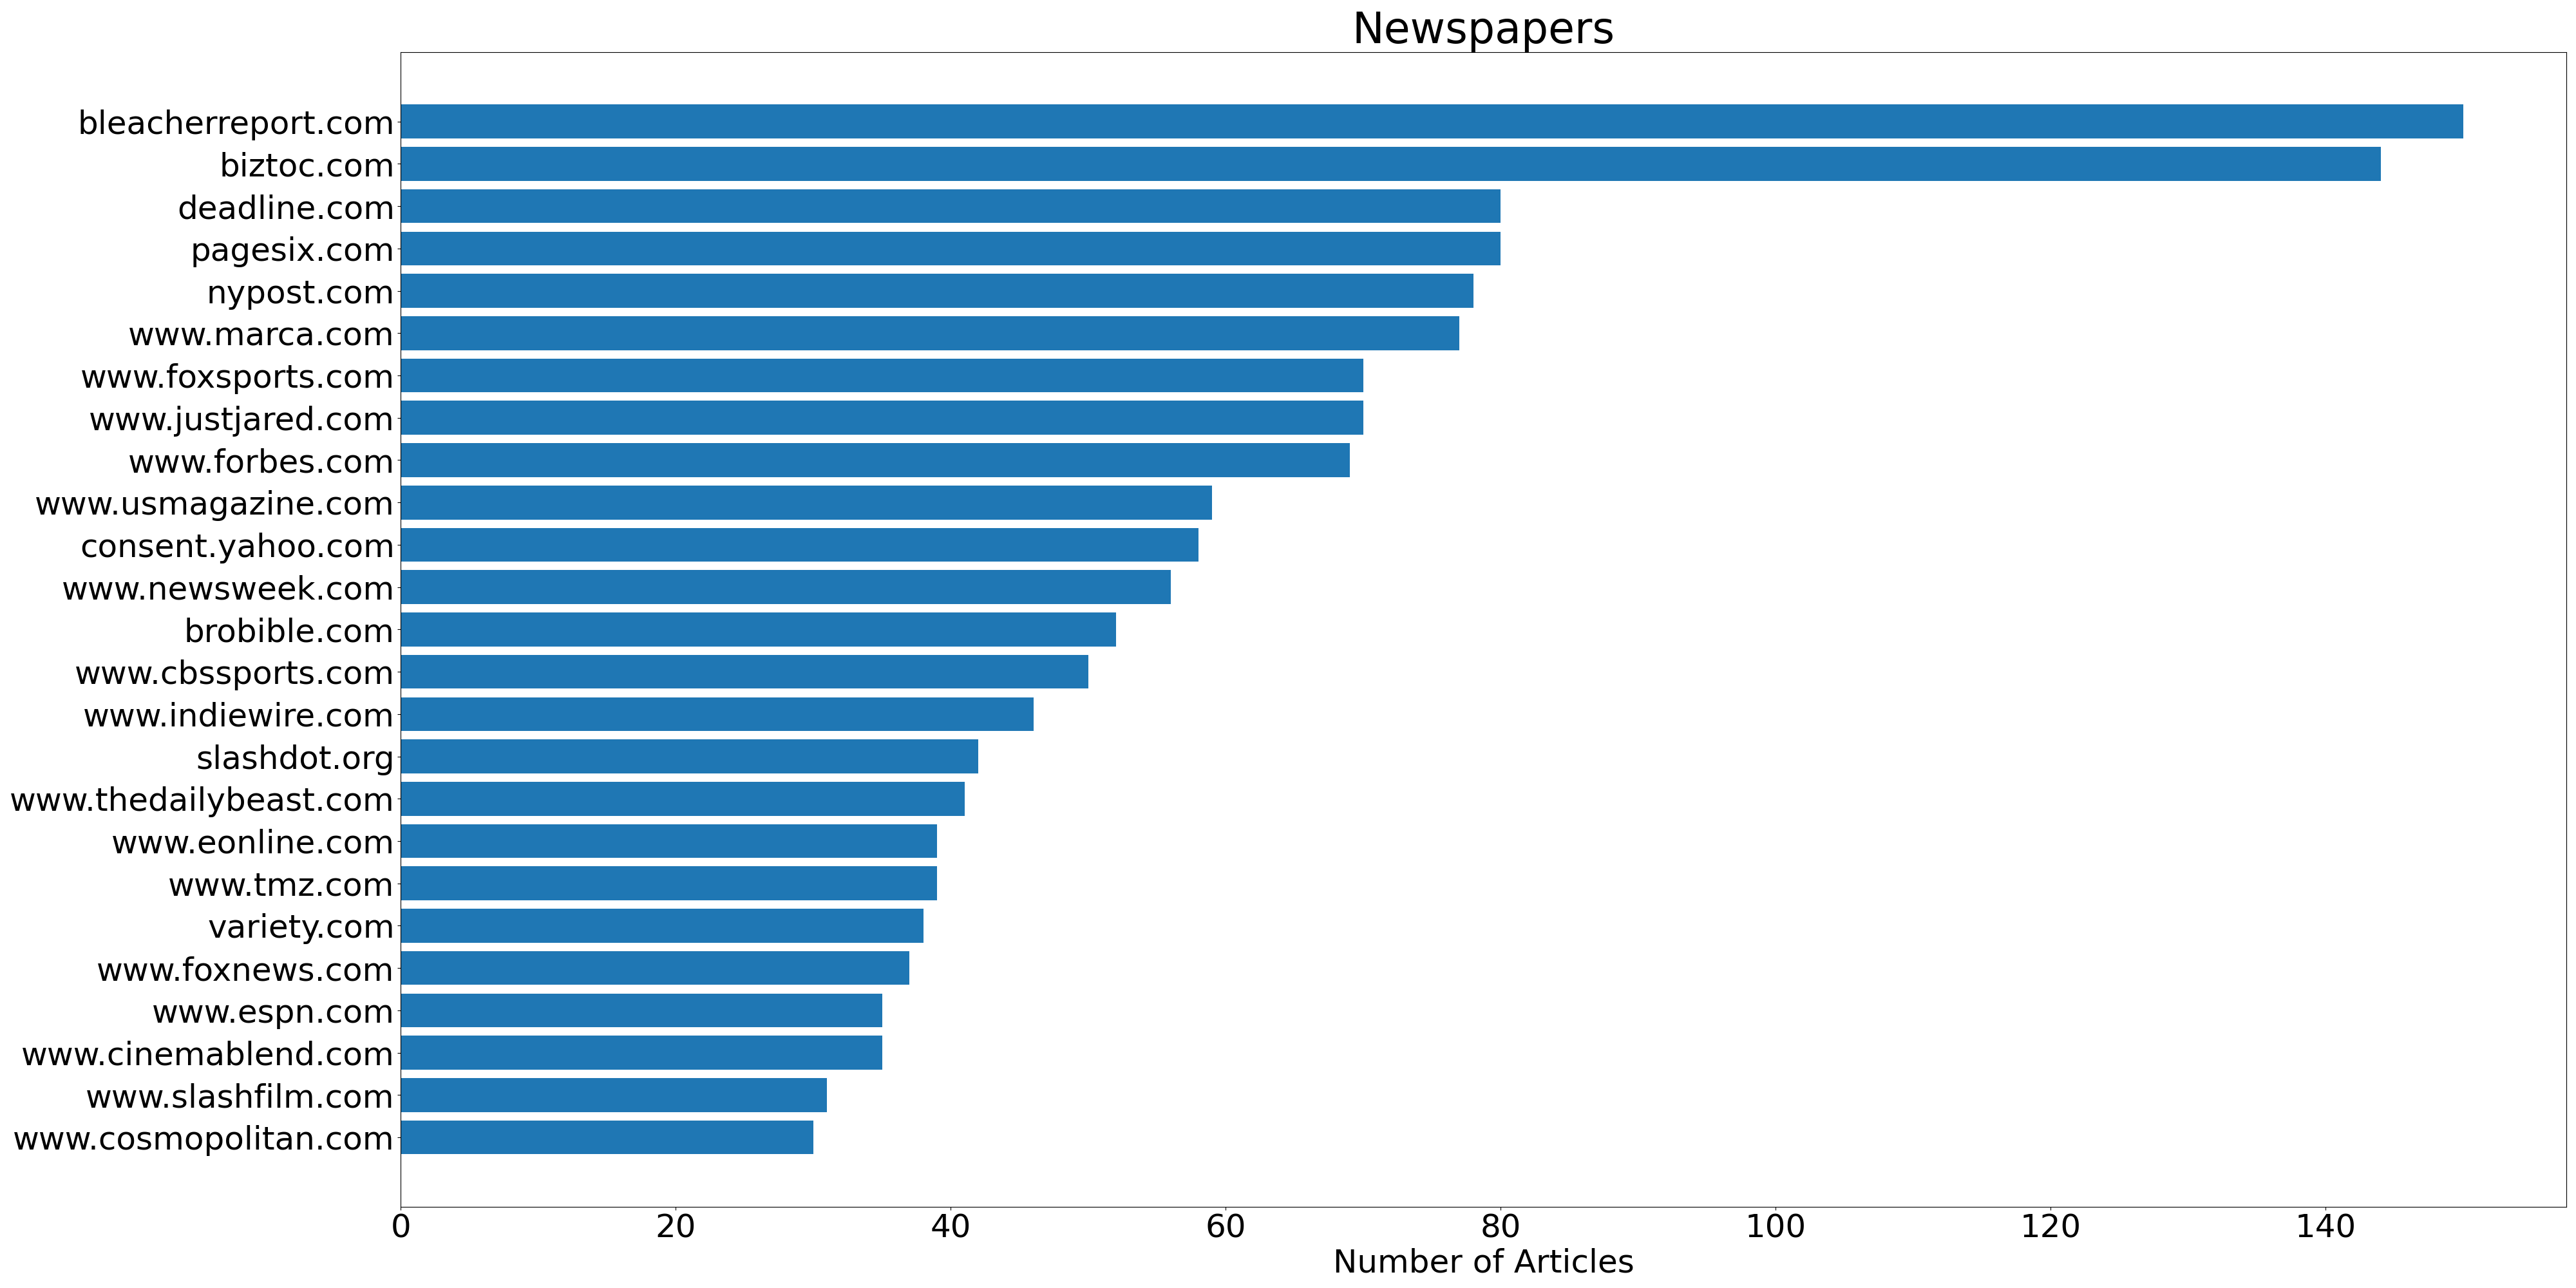 Newspapers
bleacherreport.com
biztoc.com
deadline.com
pagesix.com
nypost.com
www.marca.com
www.foxsports.com
www.justjared.com
www.forbes.com
www.usmagazine.com
consent.yahoo.com
www.newsweek.com
brobible.com
www.cbssports.com
www.indiewire.com
slashdot.org
www.thedailybeast.com
www.eonline.com
www.tmz.com
variety.com
www.foxnews.com
www.espn.com
www.cinemablend.com
www.slashfilm.com
www.cosmopolitan.com
0 20 40 60 80 100 120 140
Number of Articles